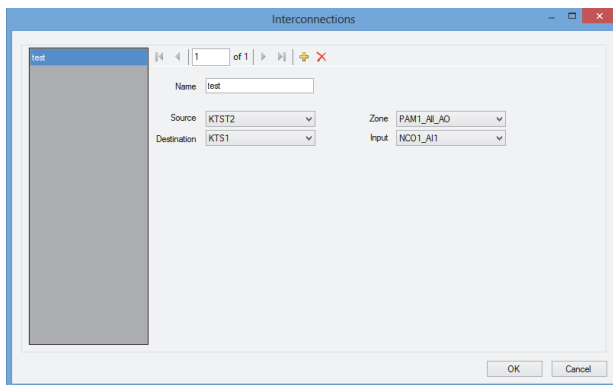 Interconnections
test
1 of 1
Name test
Source KTST2 Zone PAM1_All_AO
Destination KTS1 Input NCO1_AI1
OK Cancel